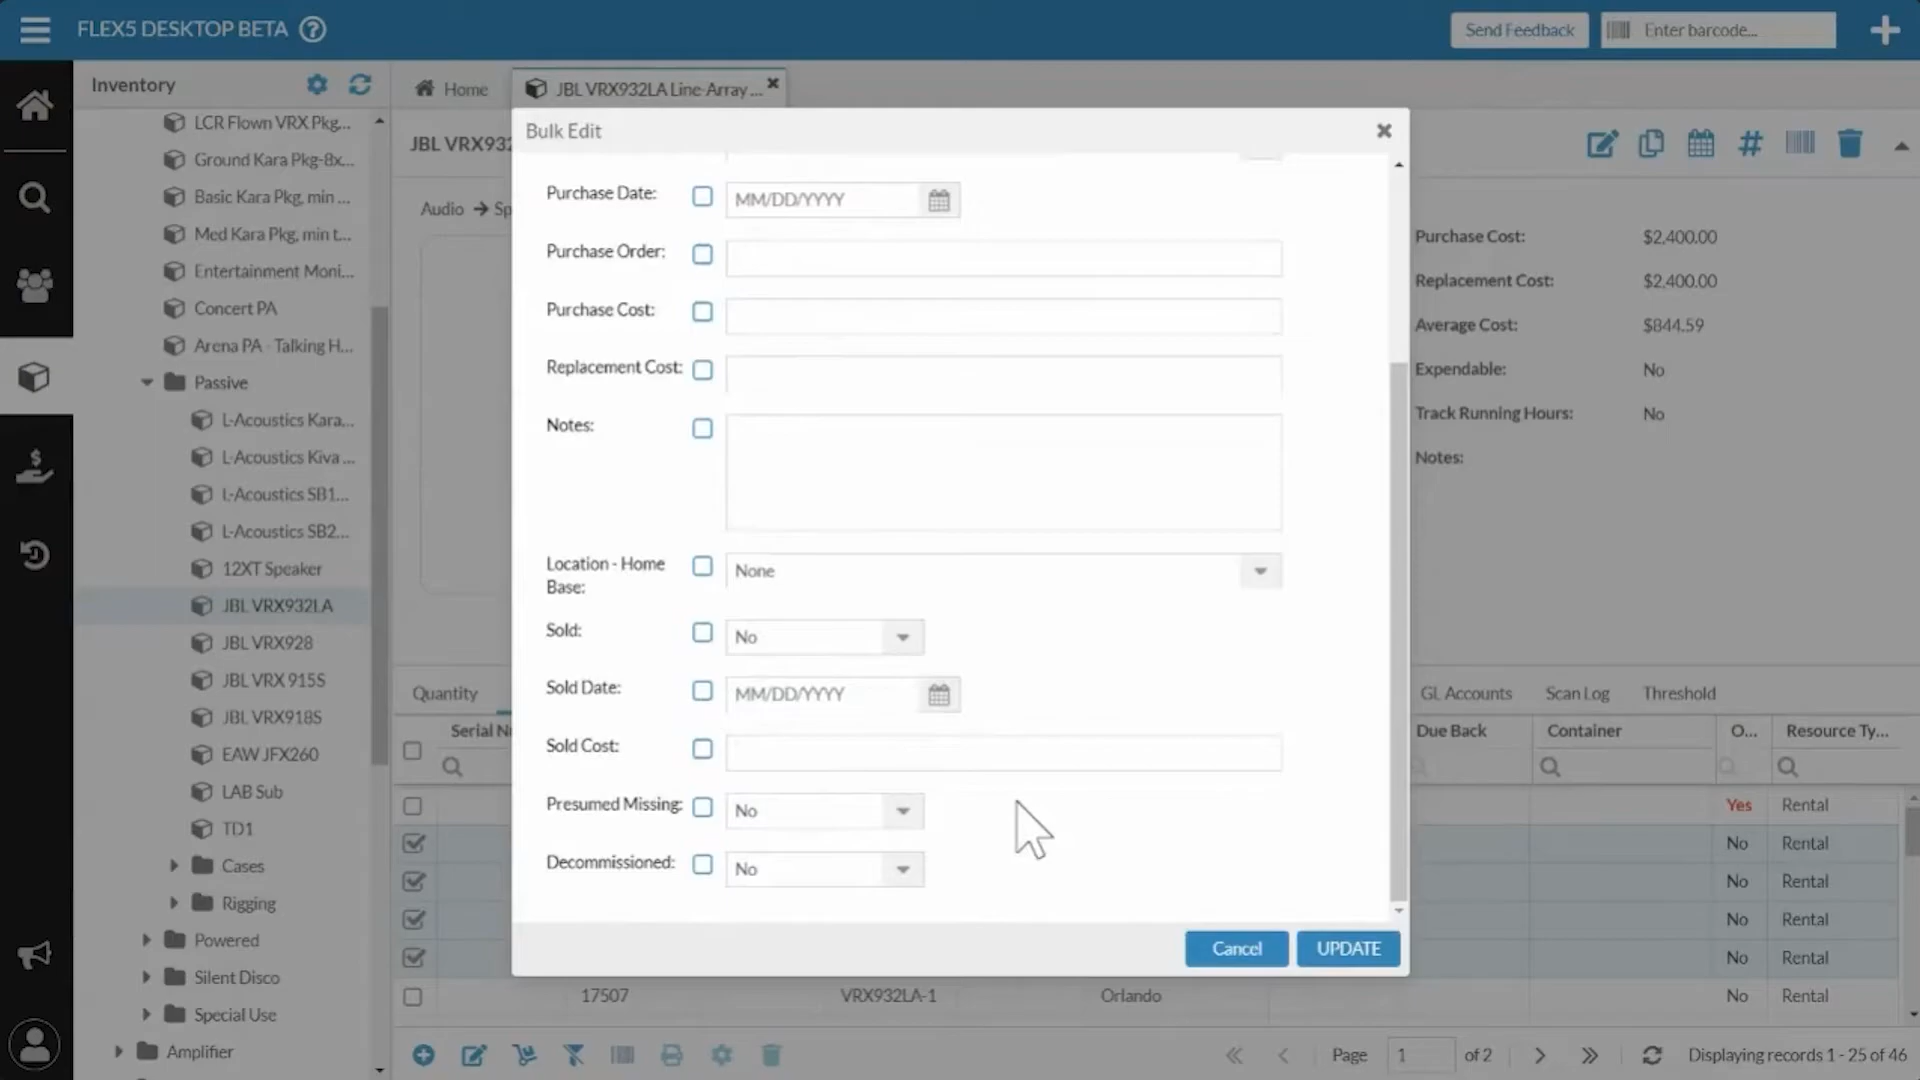 FLEX5 DESKTOP BETA ?
Send Feedback
Enter barcode...
Inventory
Home
JBL VRX932LA Line-Array ...
LCR Flown VRX Pkg...
Ground Kara Pkg-8x...
Basic Kara Pkg, min ...
Med Kara Pkg, min t...
Entertainment Moni...
Concert PA
Arena PA - Talking H...
Passive
L-Acoustics Kara...
L-Acoustics Kiva ...
L-Acoustics SB1...
L-Acoustics SB2...
12XT Speaker
JBL VRX932LA
JBL VRX928
JBL VRX 915S
JBL VRX918S
EAW JFX260
LAB Sub
TD1
Cases
Rigging
Powered
Silent Disco
Special Use
Amplifier
JBL VRX932
Audio → Sp
Bulk Edit
Purchase Date:
MM/DD/YYYY
Purchase Order:
Purchase Cost:
Replacement Cost:
Notes:
Location - Home
Base:
None
Sold:
No
Sold Date:
MM/DD/YYYY
Sold Cost:
Presumed Missing:
No
Decommissioned:
No
Cancel
UPDATE
Purchase Cost: $2,400.00
Replacement Cost: $2,400.00
Average Cost: $844.59
Expendable: No
Track Running Hours: No
Notes:
Quantity
GL Accounts
Scan Log
Threshold
Serial N
Due Back
Container
O...
Resource Ty...
Yes Rental
No Rental
No Rental
No Rental
No Rental
17507 VRX932LA-1 Orlando No Rental
Page 1 of 2
Displaying records 1 - 25 of 46